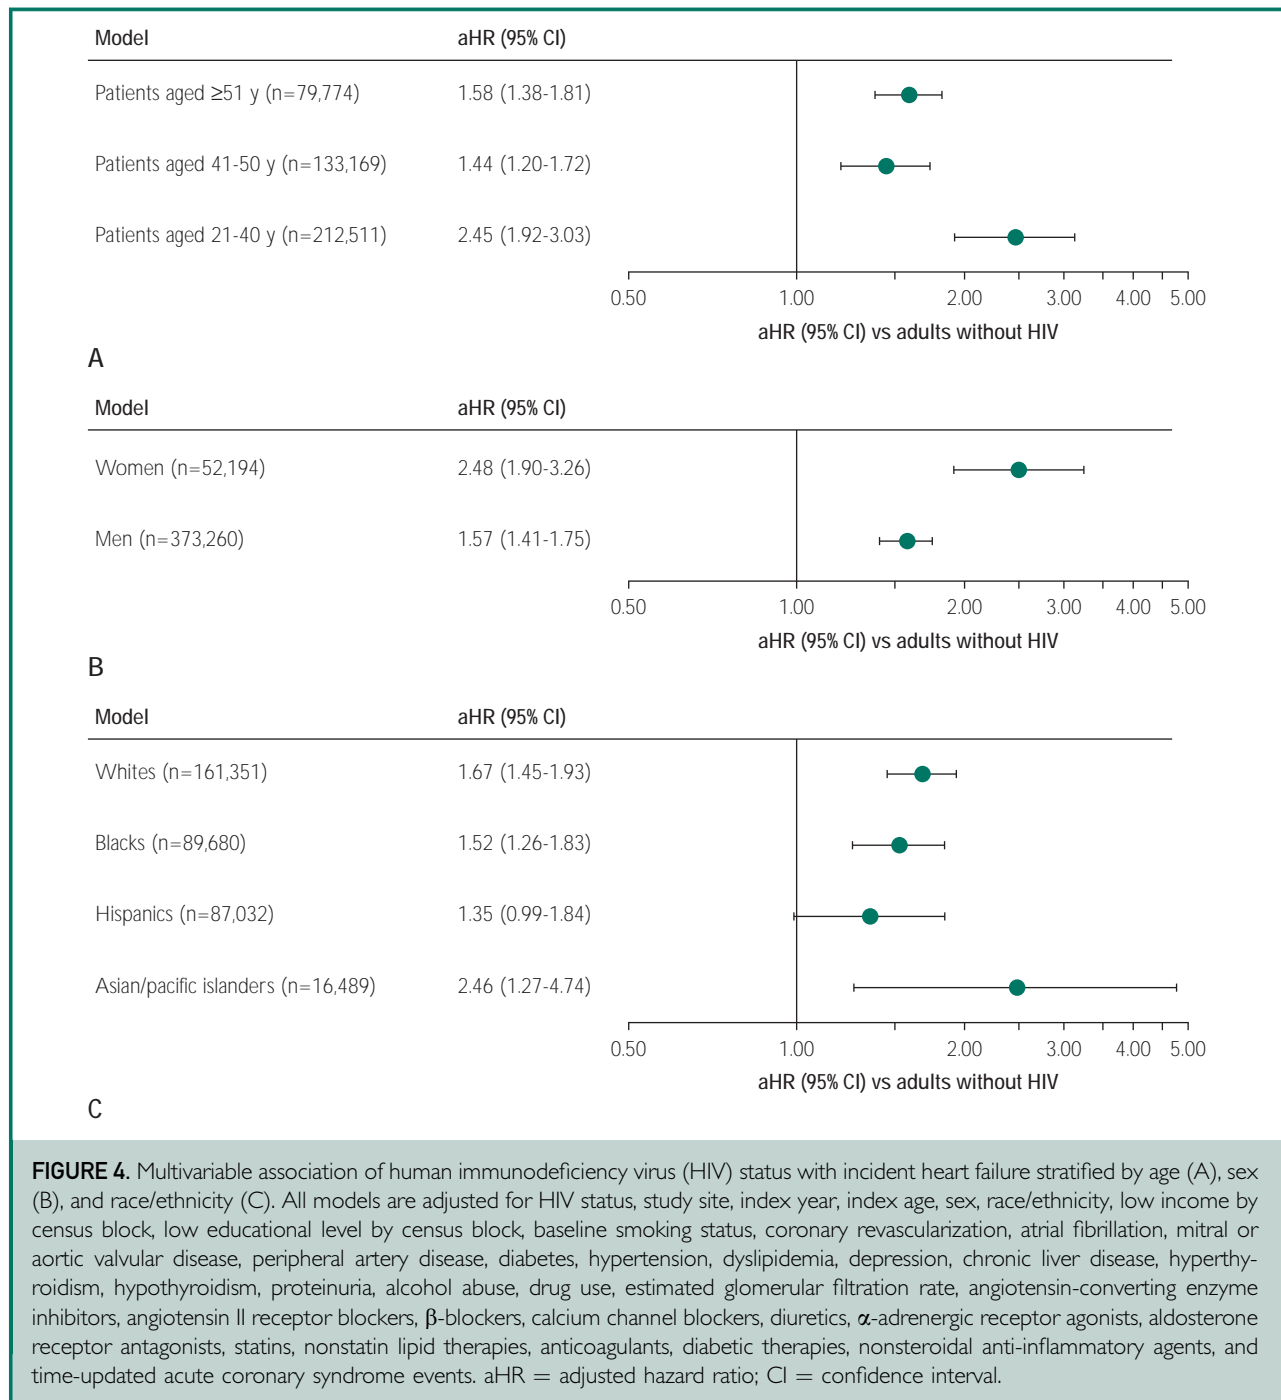 Model aHR (95% CI)
Patients aged ≥51 y (n=79,774) 1.58 (1.38-1.81)
Patients aged 41-50 y (n=133,169) 1.44 (1.20-1.72)
Patients aged 21-40 y (n=212,511) 2.45 (1.92-3.03)
0.50 1.00 2.00 3.00 4.00 5.00
aHR (95% CI) vs adults without HIV
A
Model aHR (95% CI)
Women (n=52,194) 2.48 (1.90-3.26)
Men (n=373,260) 1.57 (1.41-1.75)
0.50 1.00 2.00 3.00 4.00 5.00
aHR (95% CI) vs adults without HIV
B
Model aHR (95% CI)
Whites (n=161,351) 1.67 (1.45-1.93)
Blacks (n=89,680) 1.52 (1.26-1.83)
Hispanics (n=87,032) 1.35 (0.99-1.84)
Asian/pacific islanders (n=16,489) 2.46 (1.27-4.74)
0.50 1.00 2.00 3.00 4.00 5.00
aHR (95% CI) vs adults without HIV
C
FIGURE 4. Multivariable association of human immunodeficiency virus (HIV) status with incident heart failure stratified by age (A), sex
(B), and race/ethnicity (C). All models are adjusted for HIV status, study site, index year, index age, sex, race/ethnicity, low income by
census block, low educational level by census block, baseline smoking status, coronary revascularization, atrial fibrillation, mitral or
aortic valvular disease, peripheral artery disease, diabetes, hypertension, dyslipidemia, depression, chronic liver disease, hyperthy-
roidism, hypothyroidism, proteinuria, alcohol abuse, drug use, estimated glomerular filtration rate, angiotensin-converting enzyme
inhibitors, angiotensin II receptor blockers, β-blockers, calcium channel blockers, diuretics, α-adrenergic receptor agonists, aldosterone
receptor antagonists, statins, nonstatin lipid therapies, anticoagulants, diabetic therapies, nonsteroidal anti-inflammatory agents, and
time-updated acute coronary syndrome events. aHR = adjusted hazard ratio; CI = confidence interval.